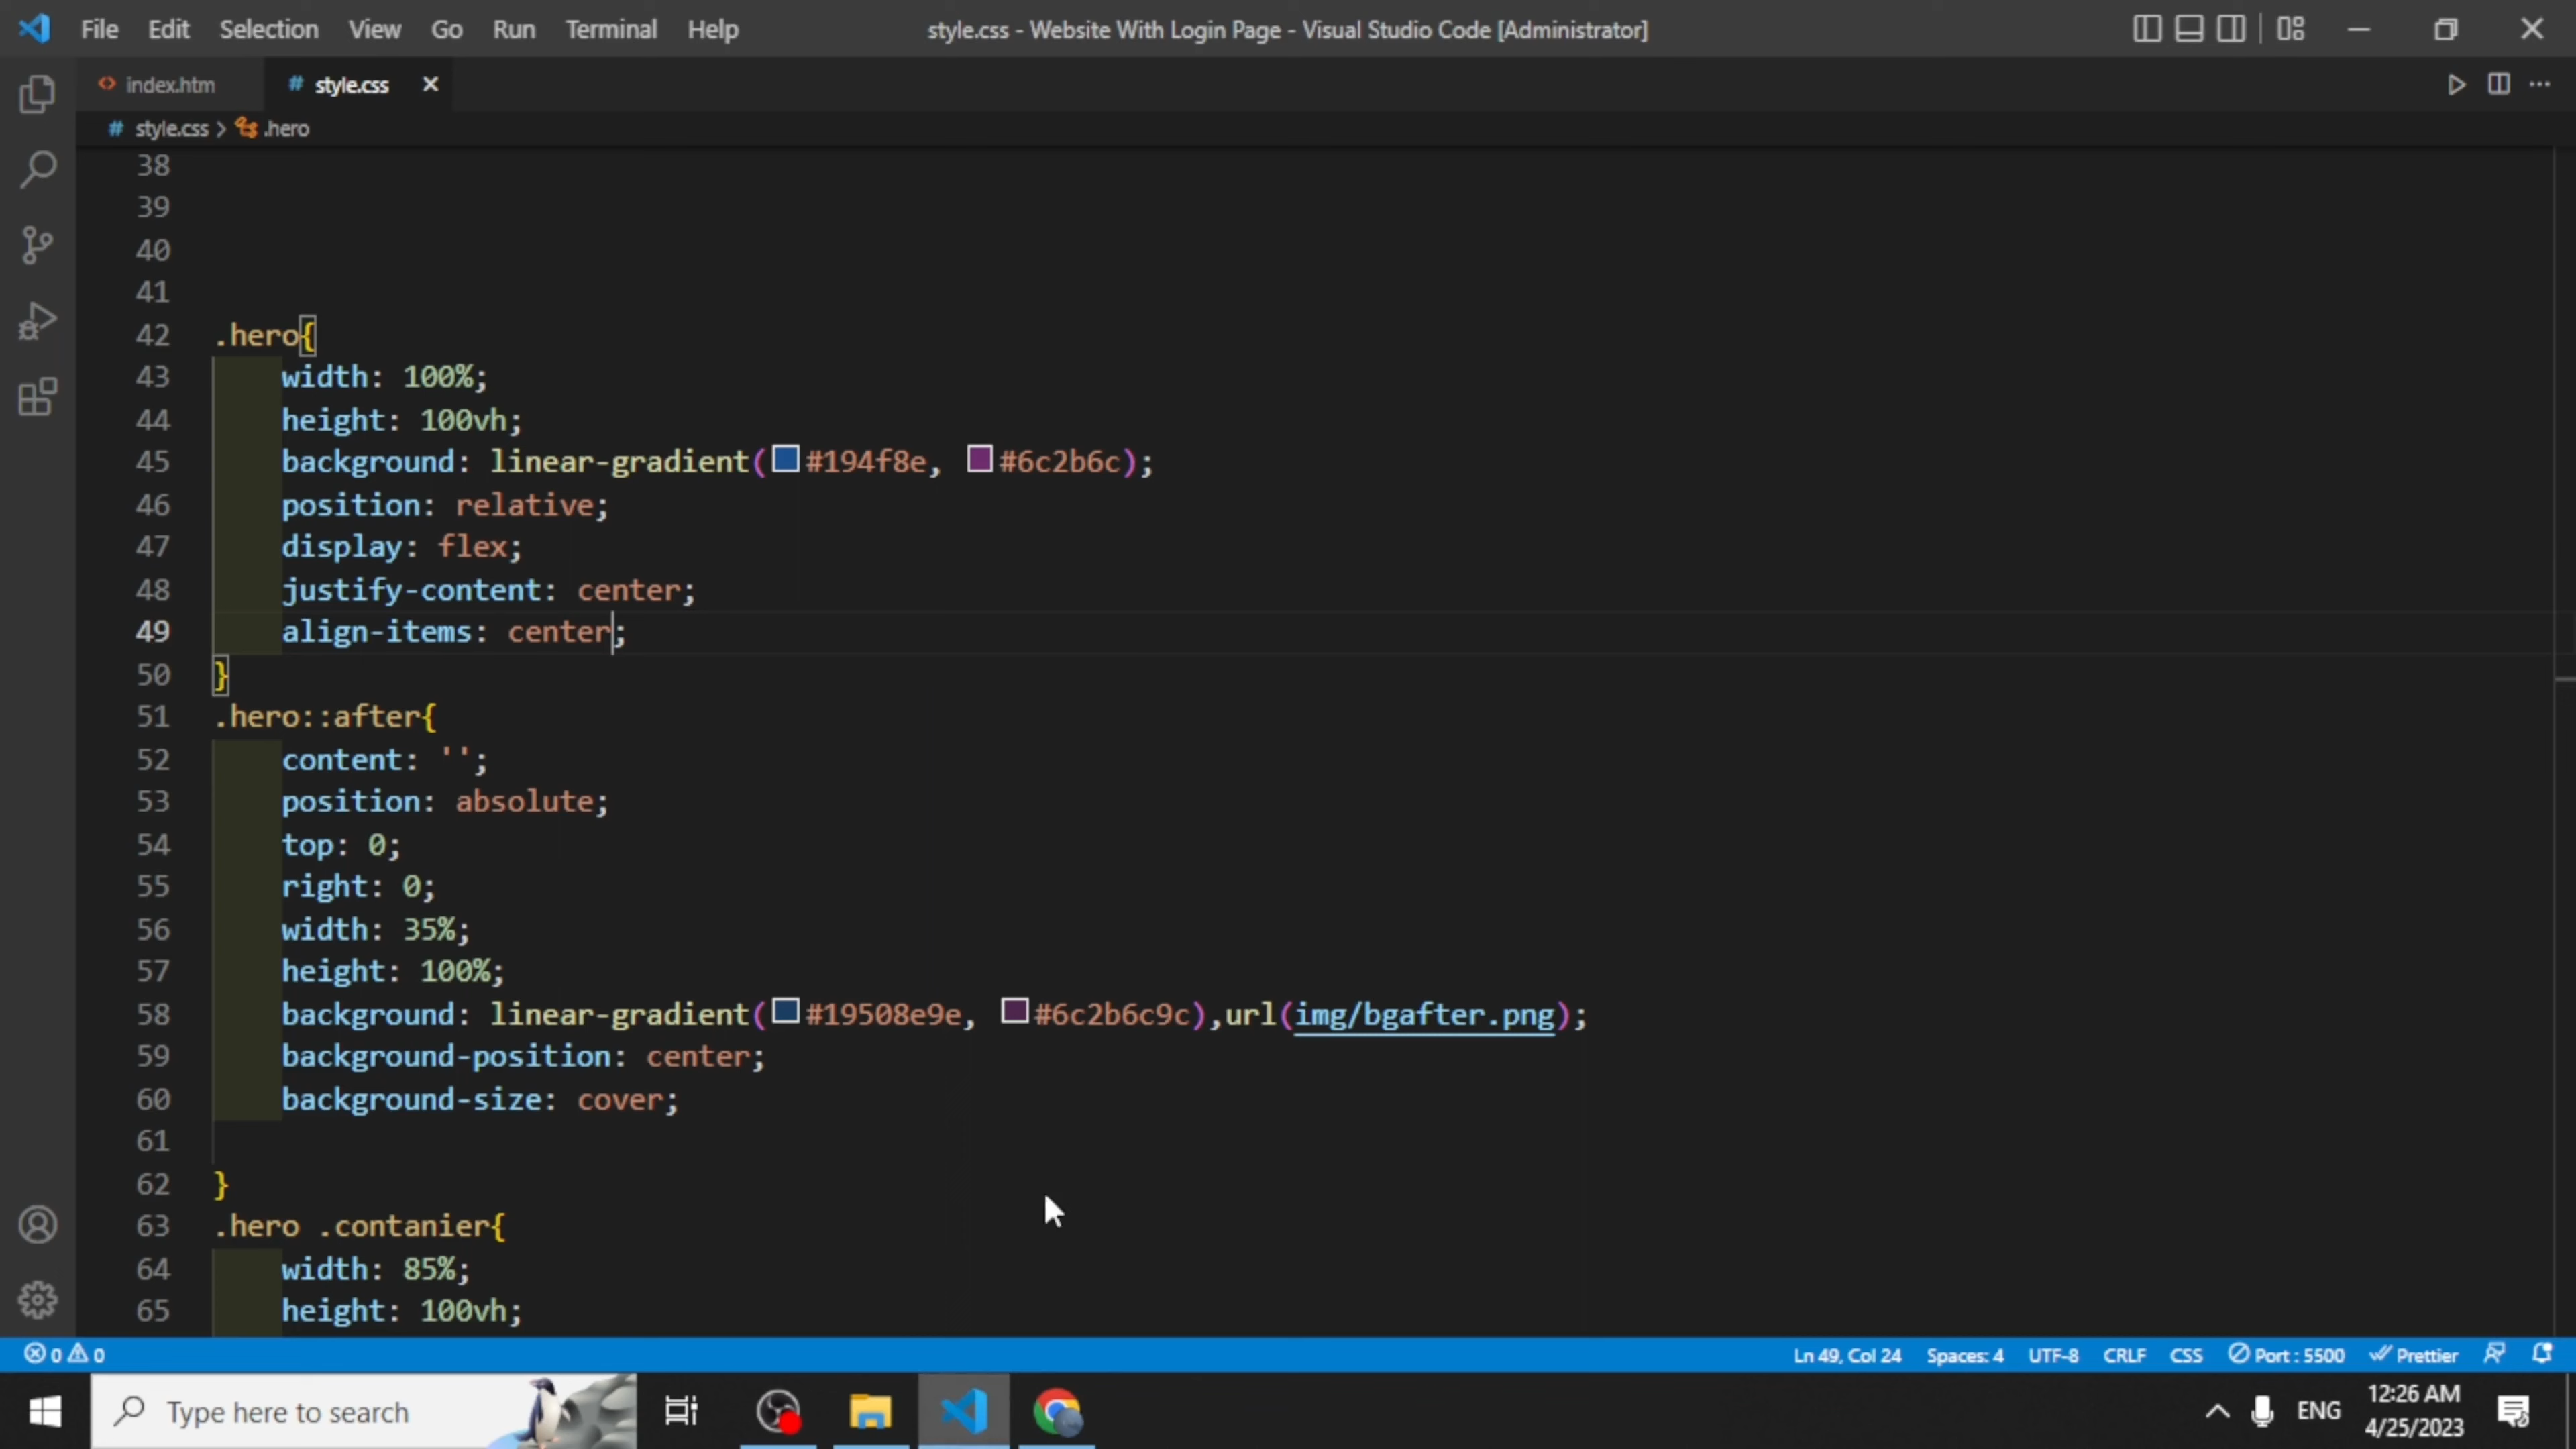 File Edit Selection View Go Run Terminal Help style.css - Website With Login Page - Visual Studio Code [Administrator]
index.htm # style.css
# style.css > .hero
38
39
40
41
42 .hero{
43 width: 100%;
44 height: 100vh;
45 background: linear-gradient(#194f8e, #6c2b6c);
46 position: relative;
47 display: flex;
48 justify-content: center;
49 align-items: center;
50 }
51 .hero::after{
52 content: '';
53 position: absolute;
54 top: 0;
55 right: 0;
56 width: 35%;
57 height: 100%;
58 background: linear-gradient(#19508e9e, #6c2b6c9c),url(img/bgafter.png);
59 background-position: center;
60 background-size: cover;
61
62 }
63 .hero .contanier{
64 width: 85%;
65 height: 100vh;
0 0 Ln 49, Col 24 Spaces: 4 UTF-8 CRLF CSS Port : 5500 Prettier
Type here to search ENG 12:26 AM
4/25/2023